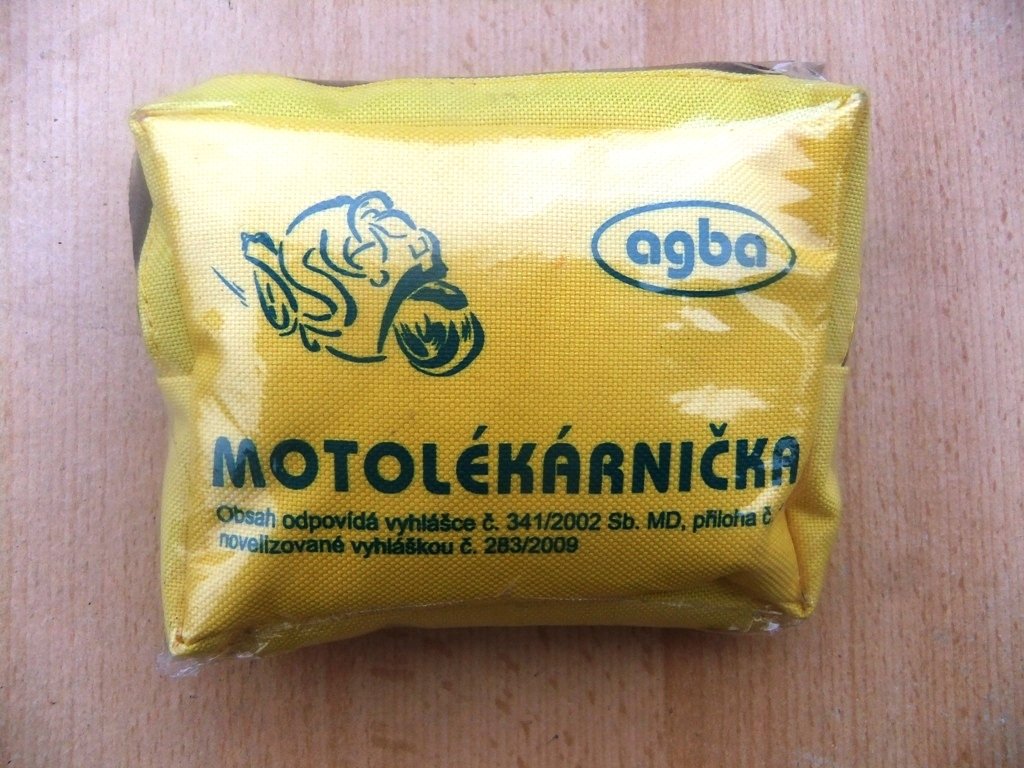 agba
MOTOLÉKÁRNIČKA
Obsah odpovídá vyhlášce č. 341/2002 Sb. MD, příloha č
novelizované vyhláškou č. 283/2009